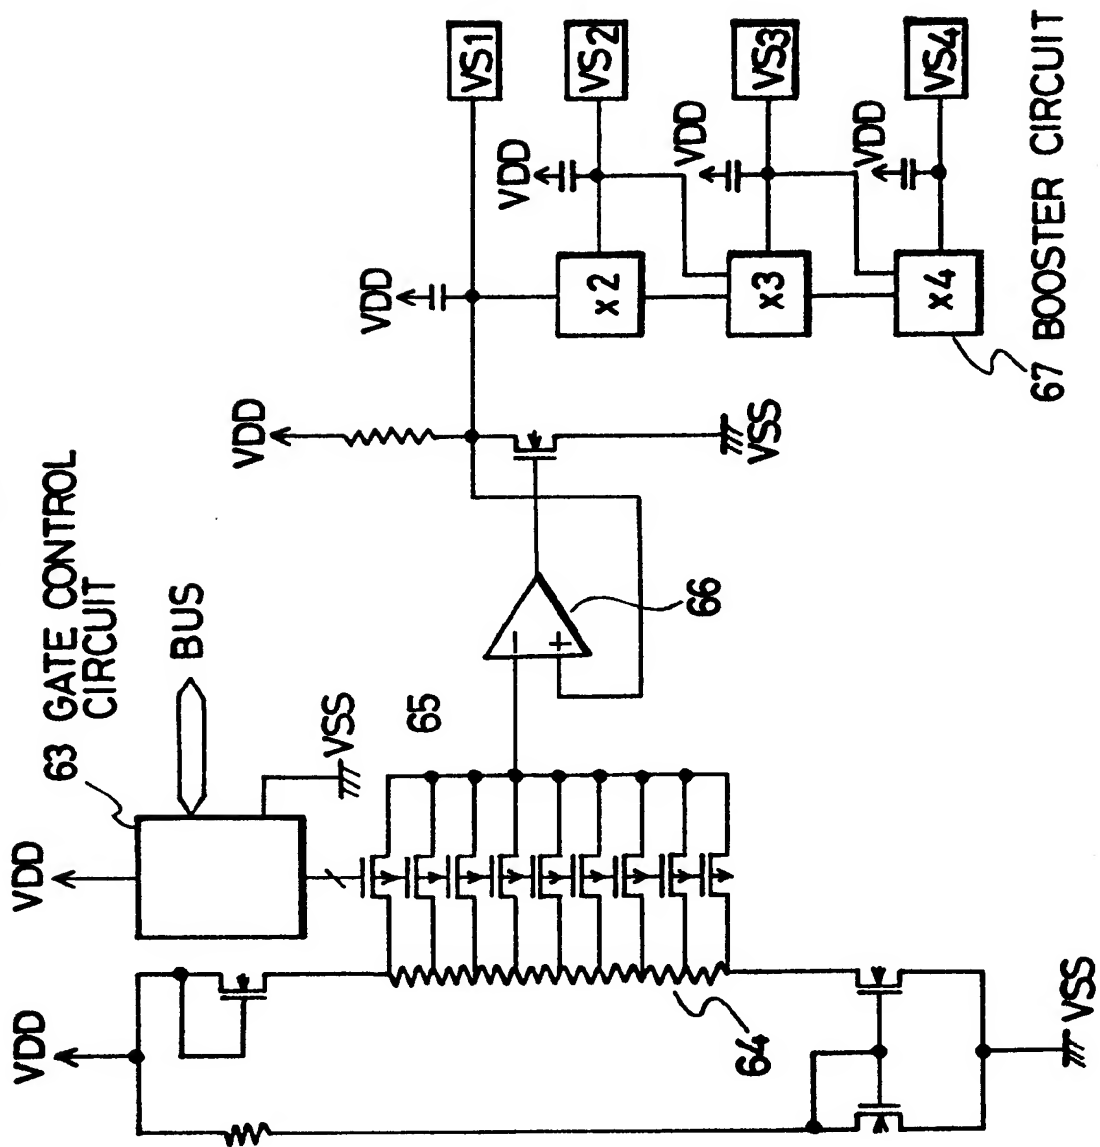 63 GATE CONTROL
CIRCUIT
BUS
VDD
VSS
VDD
64
VSS
65
66
VDD
VSS
VDD
VS1
VDD
VS2
VDD
VS3
VDD
VS4
x2
x3
x4
67 BOOSTER CIRCUIT
−
+